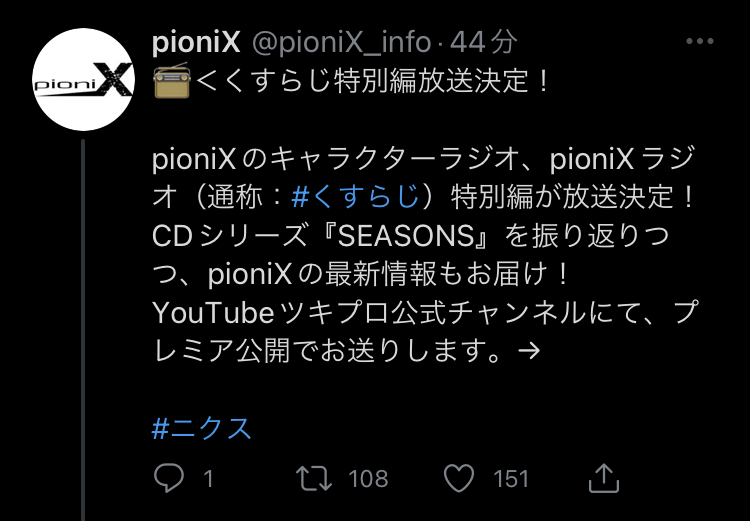 pioniX @pioniX_info · 44分
📻<くすらじ特別編放送決定！
pioniXのキャラクターラジオ、pioniXラジ
オ（通称：#くすらじ）特別編が放送決定！
CDシリーズ『SEASONS』を振り返りつ
つ、pioniXの最新情報もお届け！
YouTubeツキプロ公式チャンネルにて、プ
レミア公開でお送りします。→
#ニクス
1 108 151
pioniX